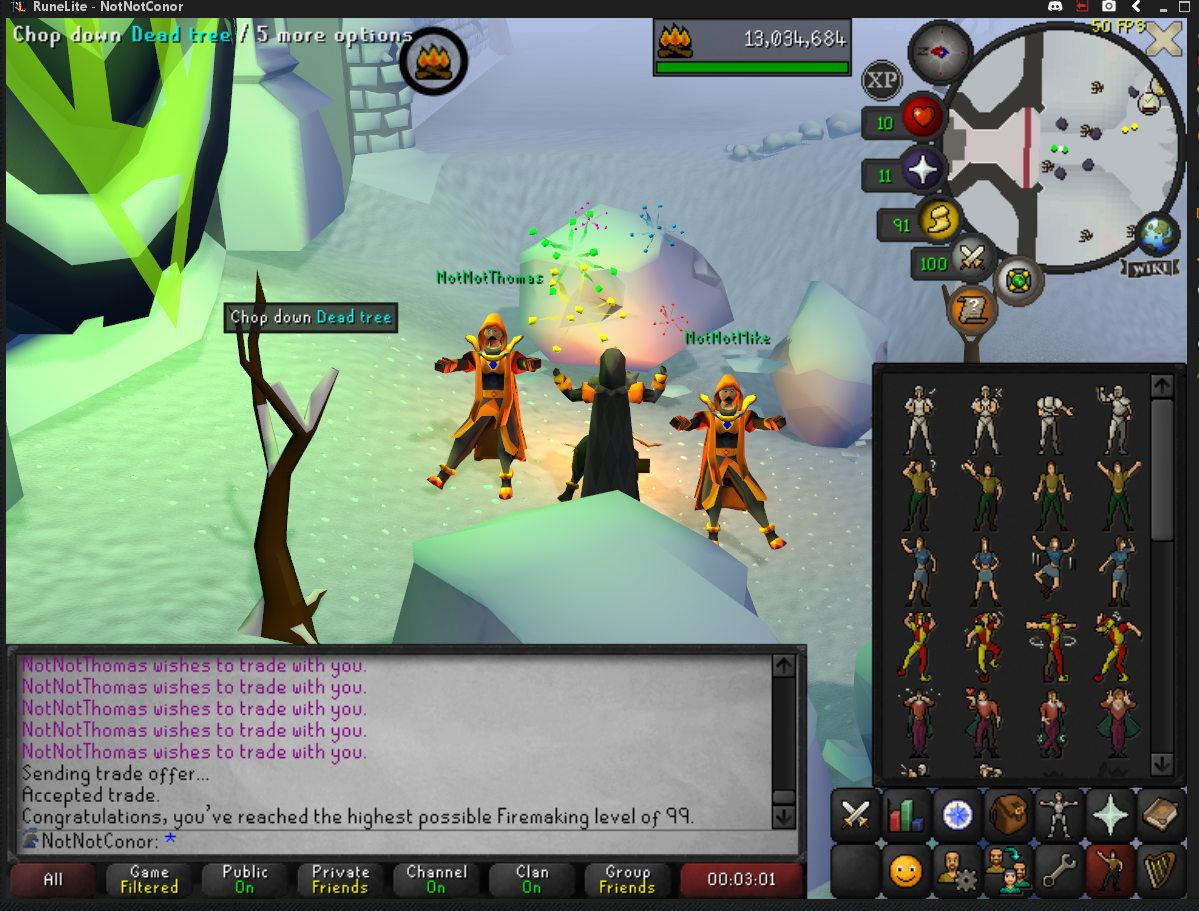 RuneLite - NotNotConor
Chop down Dead tree / 5 more options
13,034,684
50 FPS
XP
10
11
91
100
WIKI
NotNotThomas
NotNotMike
Chop down Dead tree
NotNotThomas wishes to trade with you.
NotNotThomas wishes to trade with you.
NotNotThomas wishes to trade with you.
NotNotThomas wishes to trade with you.
NotNotThomas wishes to trade with you.
Sending trade offer...
Accepted trade.
Congratulations, you've reached the highest possible Firemaking level of 99.
NotNotConor: *
All
Game
Filtered
Public
On
Private
Friends
Channel
On
Clan
On
Group
Friends
00:03:01